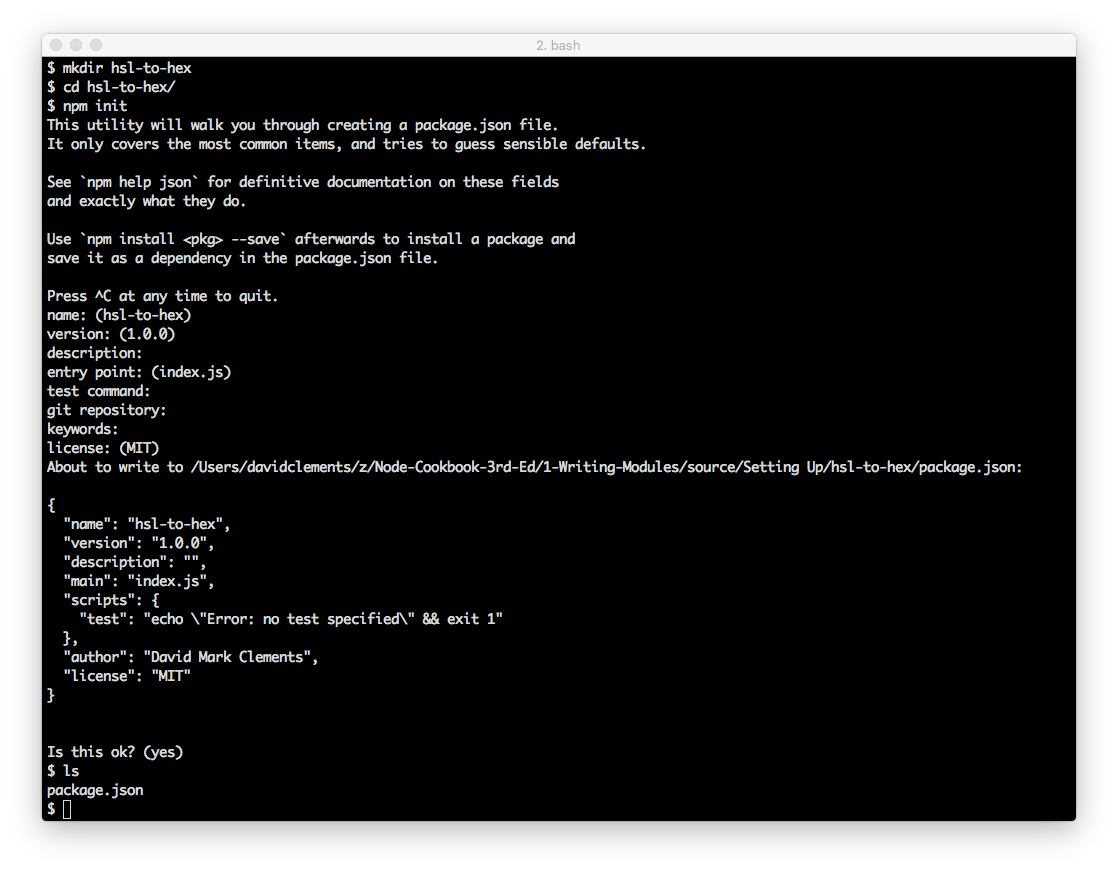 2. bash
$ mkdir hsl-to-hex
$ cd hsl-to-hex/
$ npm init
This utility will walk you through creating a package.json file.
It only covers the most common items, and tries to guess sensible defaults.
See `npm help json` for definitive documentation on these fields
and exactly what they do.
Use `npm install <pkg> --save` afterwards to install a package and
save it as a dependency in the package.json file.
Press ^C at any time to quit.
name: (hsl-to-hex)
version: (1.0.0)
description:
entry point: (index.js)
test command:
git repository:
keywords:
license: (MIT)
About to write to /Users/davidclements/z/Node-Cookbook-3rd-Ed/1-Writing-Modules/source/Setting Up/hsl-to-hex/package.json:
{
  "name": "hsl-to-hex",
  "version": "1.0.0",
  "description": "",
  "main": "index.js",
  "scripts": {
    "test": "echo \"Error: no test specified\" && exit 1"
  },
  "author": "David Mark Clements",
  "license": "MIT"
}
Is this ok? (yes)
$ ls
package.json
$